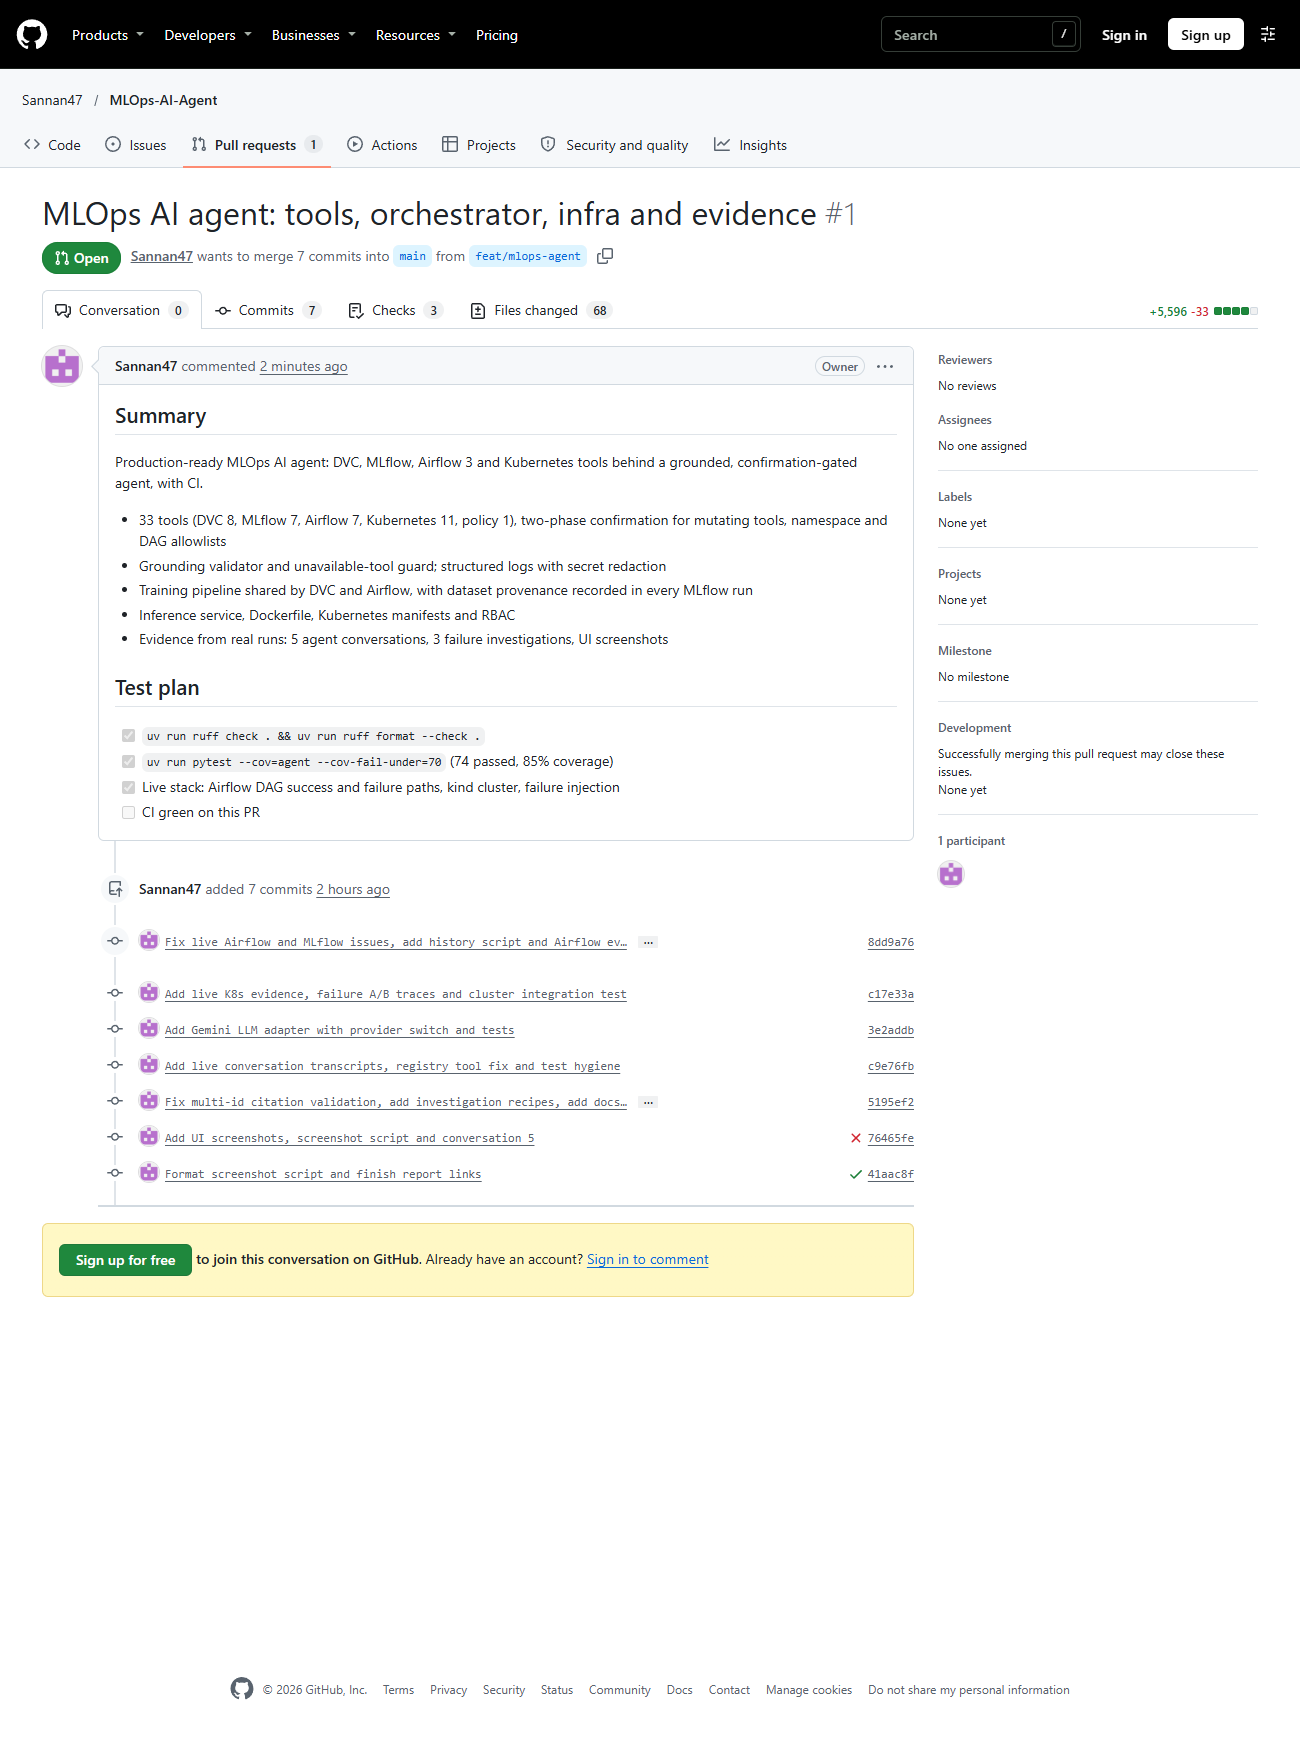 Products Developers Businesses Resources Pricing Search / Sign in Sign up
Sannan47 / MLOps-AI-Agent
Code Issues Pull requests 1 Actions Projects Security and quality Insights
MLOps AI agent: tools, orchestrator, infra and evidence #1
Open Sannan47 wants to merge 7 commits into main from feat/mlops-agent
Conversation 0 Commits 7 Checks 3 Files changed 68 +5,596 -33
Sannan47 commented 2 minutes ago Owner ...
Summary
Production-ready MLOps AI agent: DVC, MLflow, Airflow 3 and Kubernetes tools behind a grounded, confirmation-gated
agent, with CI.
• 33 tools (DVC 8, MLflow 7, Airflow 7, Kubernetes 11, policy 1), two-phase confirmation for mutating tools, namespace and
DAG allowlists
• Grounding validator and unavailable-tool guard; structured logs with secret redaction
• Training pipeline shared by DVC and Airflow, with dataset provenance recorded in every MLflow run
• Inference service, Dockerfile, Kubernetes manifests and RBAC
• Evidence from real runs: 5 agent conversations, 3 failure investigations, UI screenshots
Test plan
uv run ruff check . && uv run ruff format --check .
uv run pytest --cov=agent --cov-fail-under=70 (74 passed, 85% coverage)
Live stack: Airflow DAG success and failure paths, kind cluster, failure injection
CI green on this PR
Sannan47 added 7 commits 2 hours ago
Fix live Airflow and MLflow issues, add history script and Airflow ev… ... 8dd9a76
Add live K8s evidence, failure A/B traces and cluster integration test c17e33a
Add Gemini LLM adapter with provider switch and tests 3e2addb
Add live conversation transcripts, registry tool fix and test hygiene c9e76fb
Fix multi-id citation validation, add investigation recipes, add docs… ... 5195ef2
Add UI screenshots, screenshot script and conversation 5 76465fe
Format screenshot script and finish report links 41aac8f
Sign up for free to join this conversation on GitHub. Already have an account? Sign in to comment
Reviewers
No reviews
Assignees
No one assigned
Labels
None yet
Projects
None yet
Milestone
No milestone
Development
Successfully merging this pull request may close these
issues.
None yet
1 participant
© 2026 GitHub, Inc. Terms Privacy Security Status Community Docs Contact Manage cookies Do not share my personal information